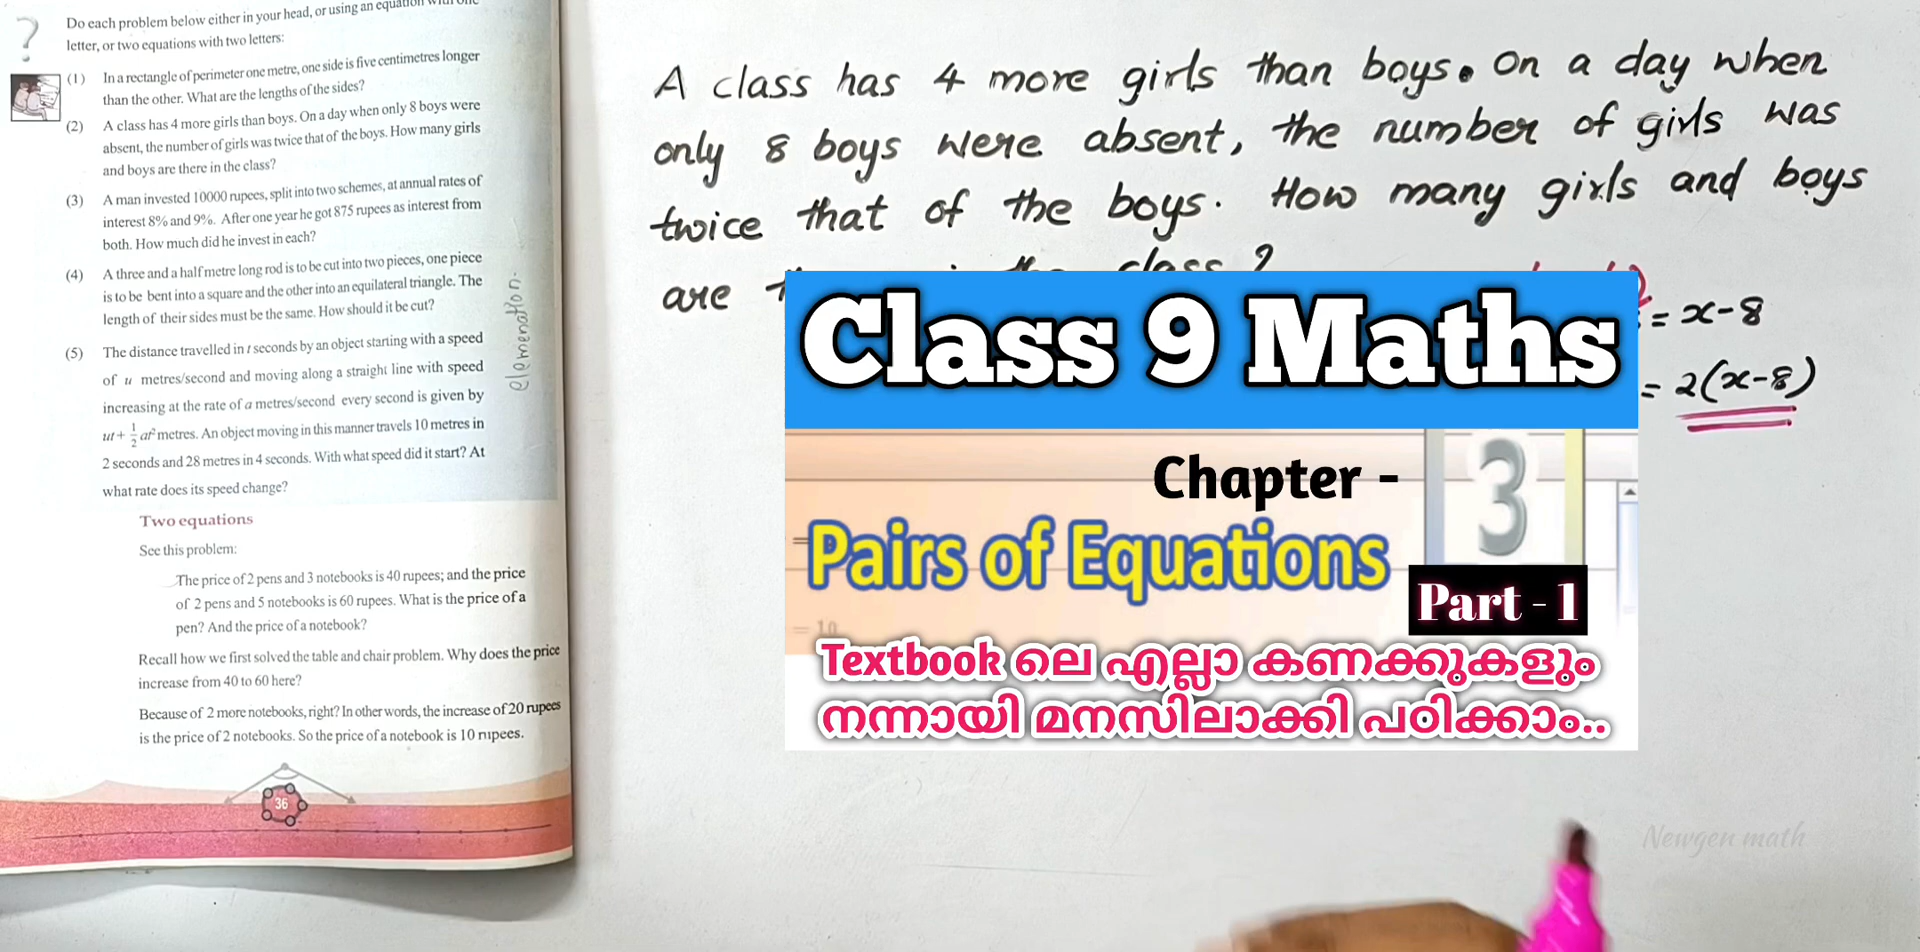 Do each problem below either in your head, or using an equation with one
letter, or two equations with two letters:
(1) In a rectangle of perimeter one metre, one side is five centimetres longer
than the other. What are the lengths of the sides?
(2) A class has 4 more girls than boys. On a day when only 8 boys were
absent, the number of girls was twice that of the boys. How many girls
and boys are there in the class?
(3) A man invested 10000 rupees, split into two schemes, at annual rates of
interest 8% and 9%. After one year he got 875 rupees as interest from
both. How much did he invest in each?
(4) A three and a half metre long rod is to be cut into two pieces, one piece
is to be bent into a square and the other into an equilateral triangle. The
length of their sides must be the same. How should it be cut?
(5) The distance travelled in t seconds by an object starting with a speed
of u metres/second and moving along a straight line with speed
increasing at the rate of a metres/second every second is given by
ut + 1/2 at² metres. An object moving in this manner travels 10 metres in
2 seconds and 28 metres in 4 seconds. With what speed did it start? At
what rate does its speed change?
Two equations
See this problem:
The price of 2 pens and 3 notebooks is 40 rupees; and the price
of 2 pens and 5 notebooks is 60 rupees. What is the price of a
pen? And the price of a notebook?
Recall how we first solved the table and chair problem. Why does the price
increase from 40 to 60 here?
Because of 2 more notebooks, right? In other words, the increase of 20 rupees
is the price of 2 notebooks. So the price of a notebook is 10 rupees.
36
A class has 4 more girls than boys. On a day when
only 8 boys were absent, the number of girls was
twice that of the boys. How many girls and boys
are class ?
= x-8
= 2(x-8)
Class 9 Maths
Chapter - 3
Pairs of Equations
Part - 1
= 10
Textbook ലെ എല്ലാ കണക്കുകളും
നന്നായി മനസിലാക്കി പഠിക്കാം..
Newgen math